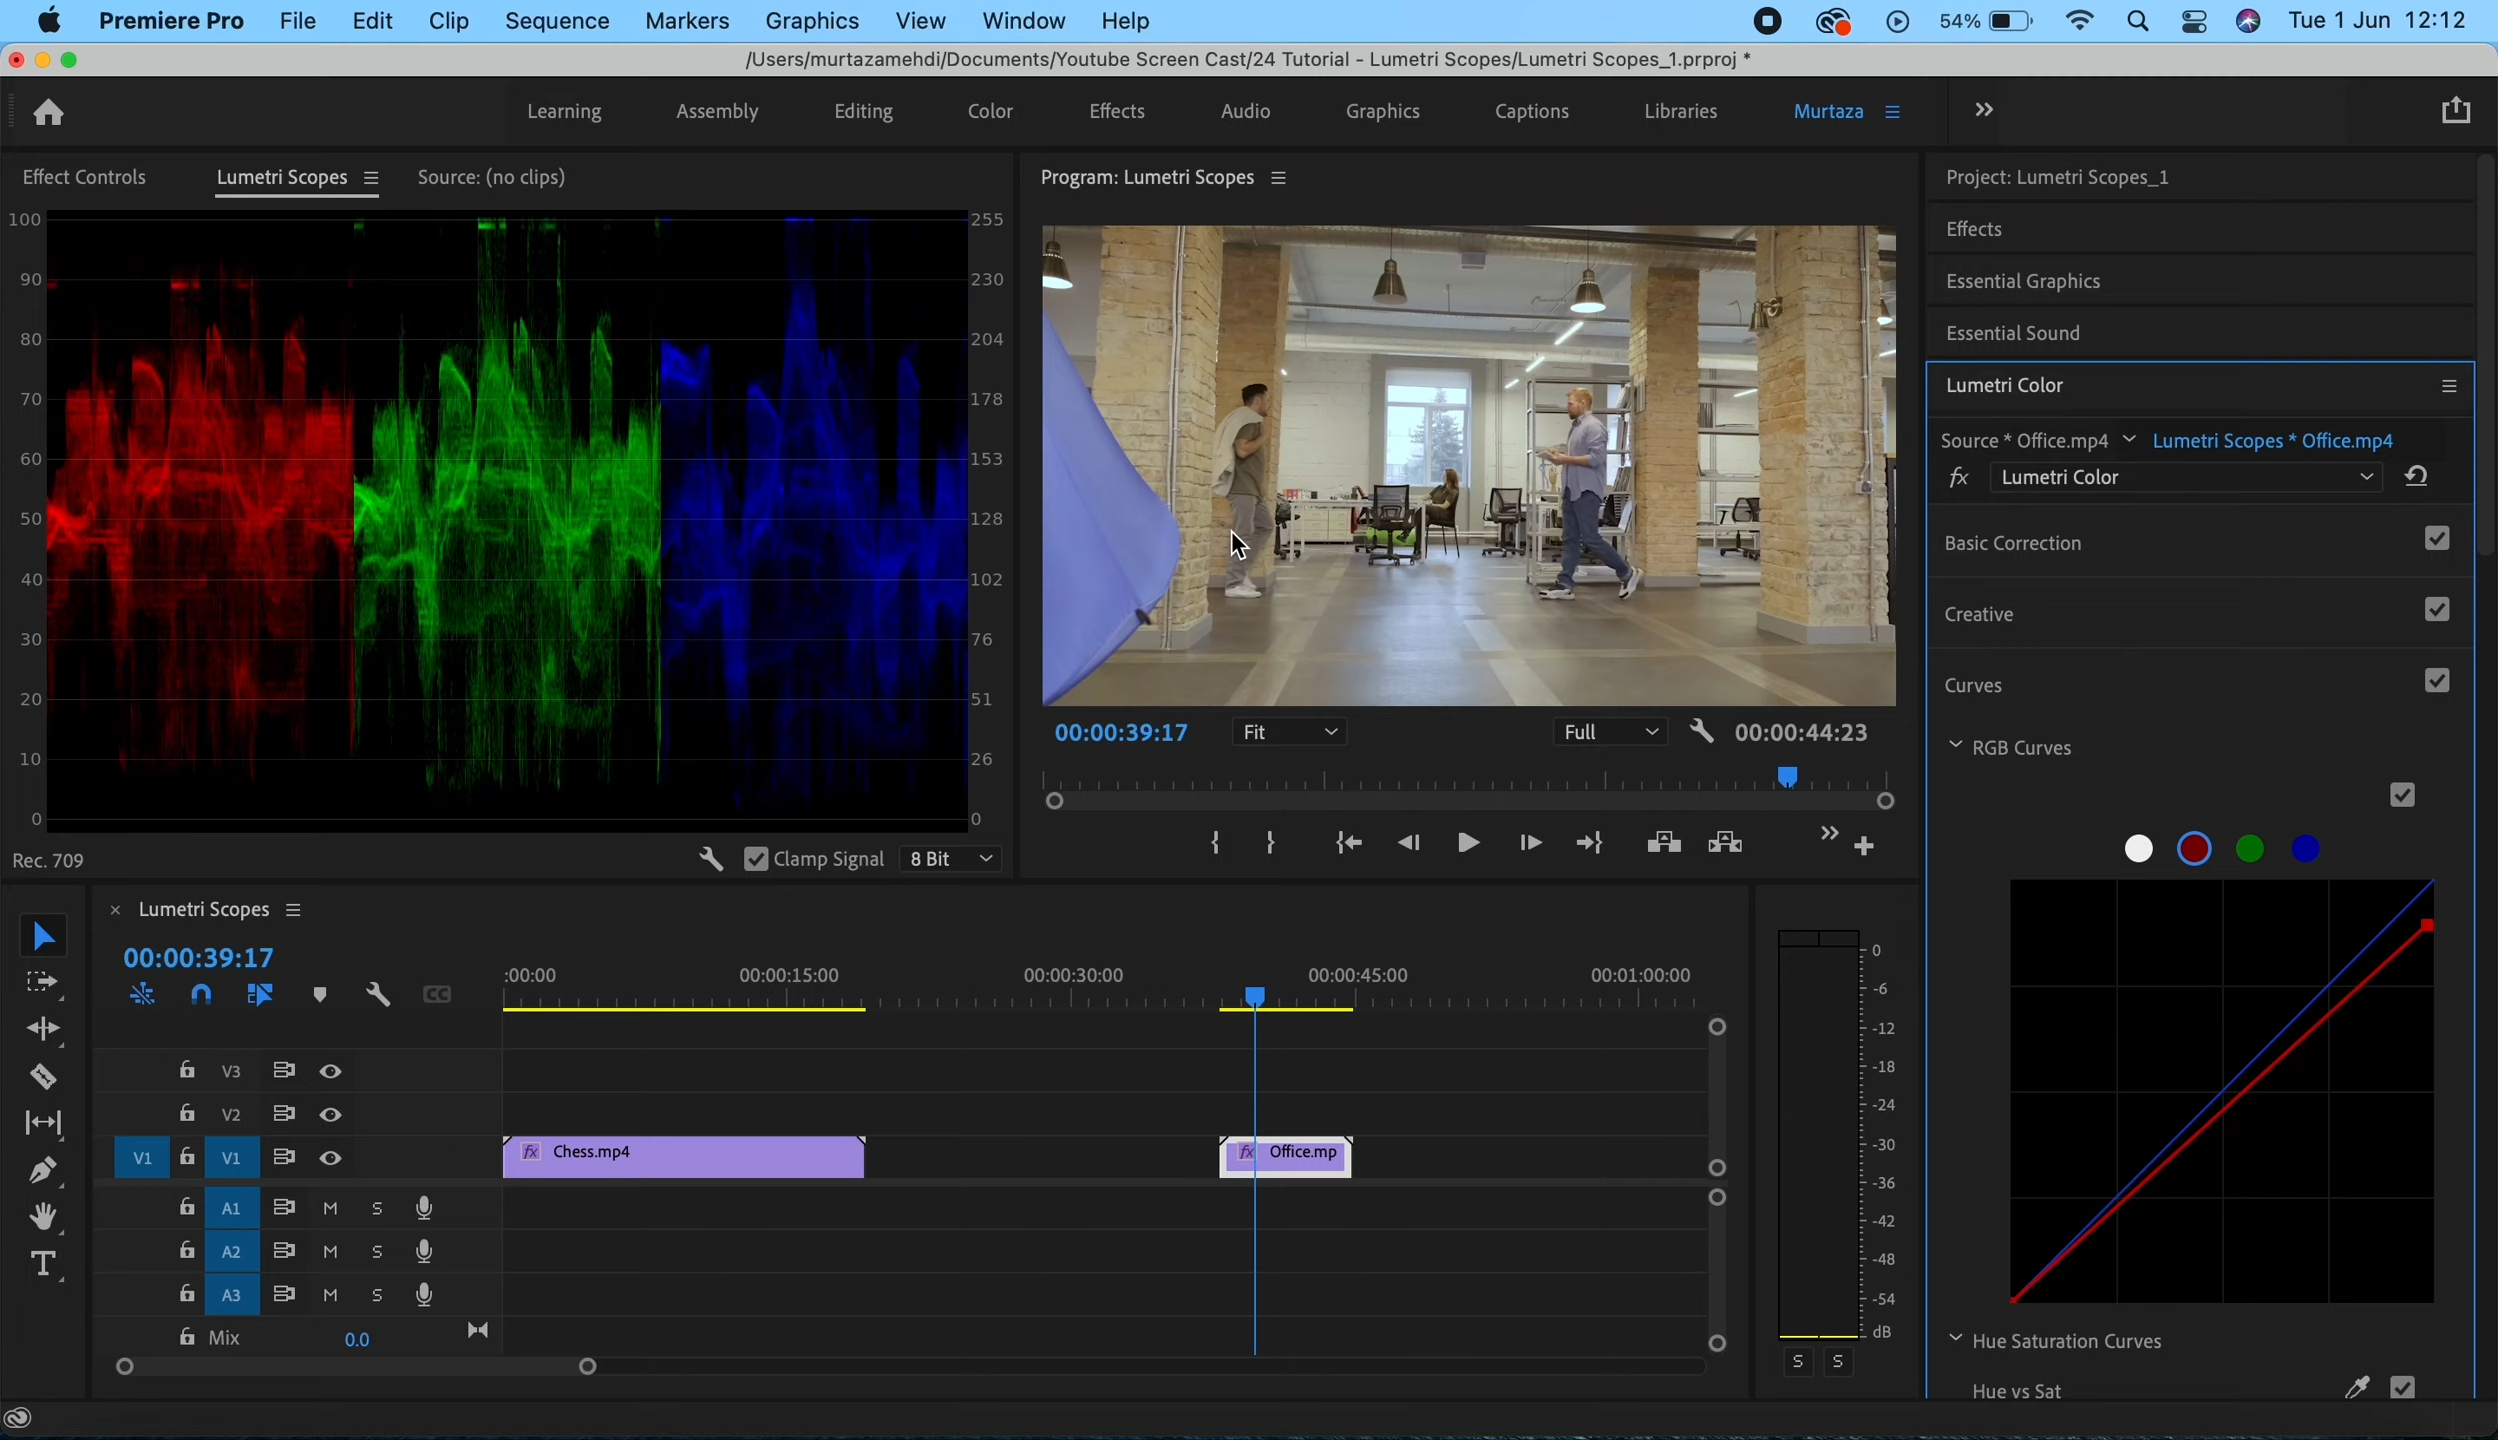 Premiere Pro File Edit Clip Sequence Markers Graphics View Window Help 54% Tue 1 Jun 12:12
/Users/murtazamehdi/Documents/Youtube Screen Cast/24 Tutorial - Lumetri Scopes/Lumetri Scopes_1.prproj *
Learning Assembly Editing Color Effects Audio Graphics Captions Libraries Murtaza
Effect Controls Lumetri Scopes Source: (no clips)
100 255
90 230
80 204
70 178
60 153
50 128
40 102
30 76
20 51
10 26
0 0
Rec. 709 Clamp Signal 8 Bit
Program: Lumetri Scopes
00:00:39:17 Fit Full 00:00:44:23
Project: Lumetri Scopes_1
Effects
Essential Graphics
Essential Sound
Lumetri Color
Source * Office.mp4 Lumetri Scopes * Office.mp4
fx Lumetri Color
Basic Correction
Creative
Curves
RGB Curves
Hue Saturation Curves
Hue vs Sat
× Lumetri Scopes
00:00:39:17
:00:00 00:00:15:00 00:00:30:00 00:00:45:00 00:01:00:00
CC
V3
V2
V1 V1 fx Chess.mp4 fx Office.mp
A1 M S
A2 M S
A3 M S
Mix 0.0
0
-6
-12
-18
-24
-30
-36
-42
-48
-54
dB
S S
T